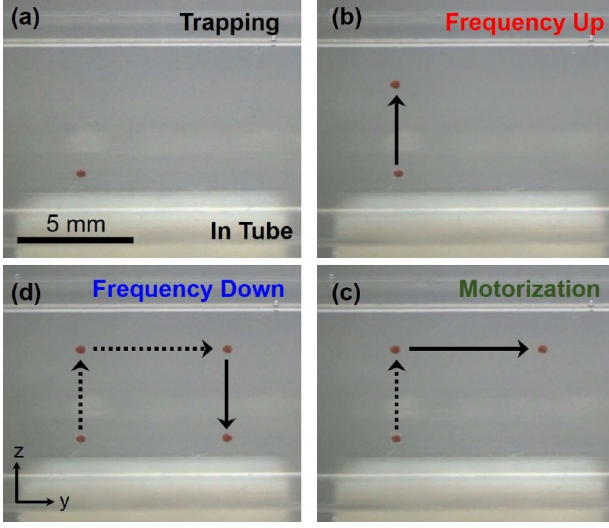 (a) Trapping
5 mm
In Tube
(b) Frequency Up
(d) Frequency Down
z
y
(c) Motorization